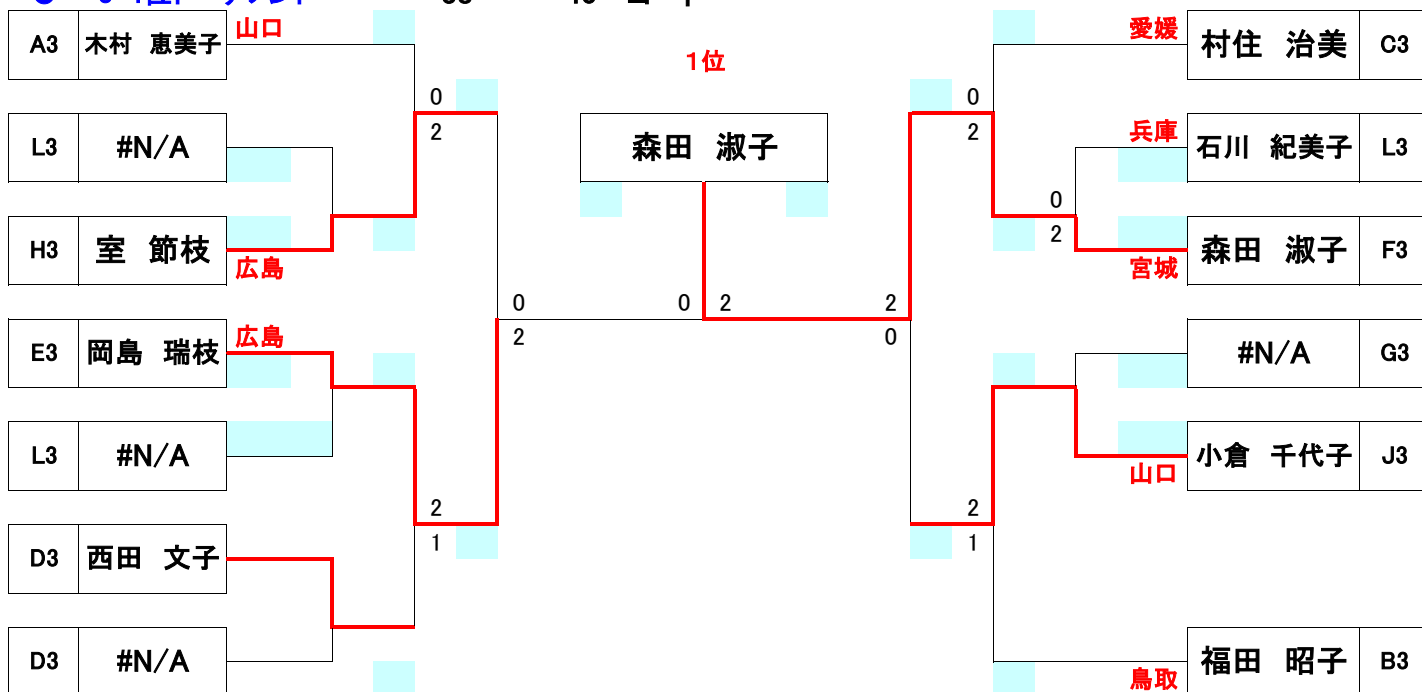 A3 木村 恵美子 山口
L3 #N/A
H3 室 節枝 広島
E3 岡島 瑞枝 広島
L3 #N/A
D3 西田 文子
D3 #N/A
0
2
2
1
0
2
1位
森田 淑子
0 2
2
0
0
2
0
2
2
1
愛媛 村住 治美 C3
兵庫 石川 紀美子 L3
宮城 森田 淑子 F3
#N/A G3
山口 小倉 千代子 J3
鳥取 福田 昭子 B3